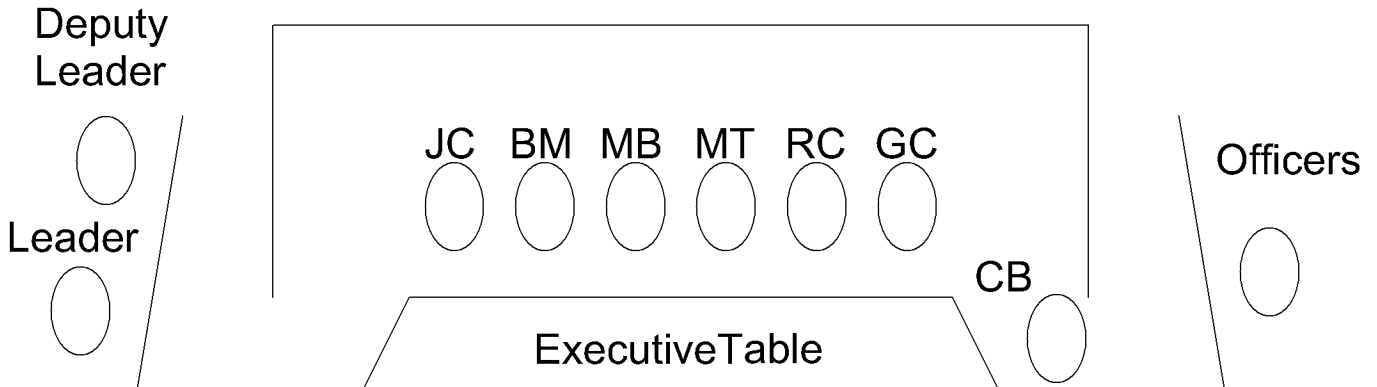 Deputy
Leader
JC BM MB MT RC GC
Officers
Leader
CB
ExecutiveTable